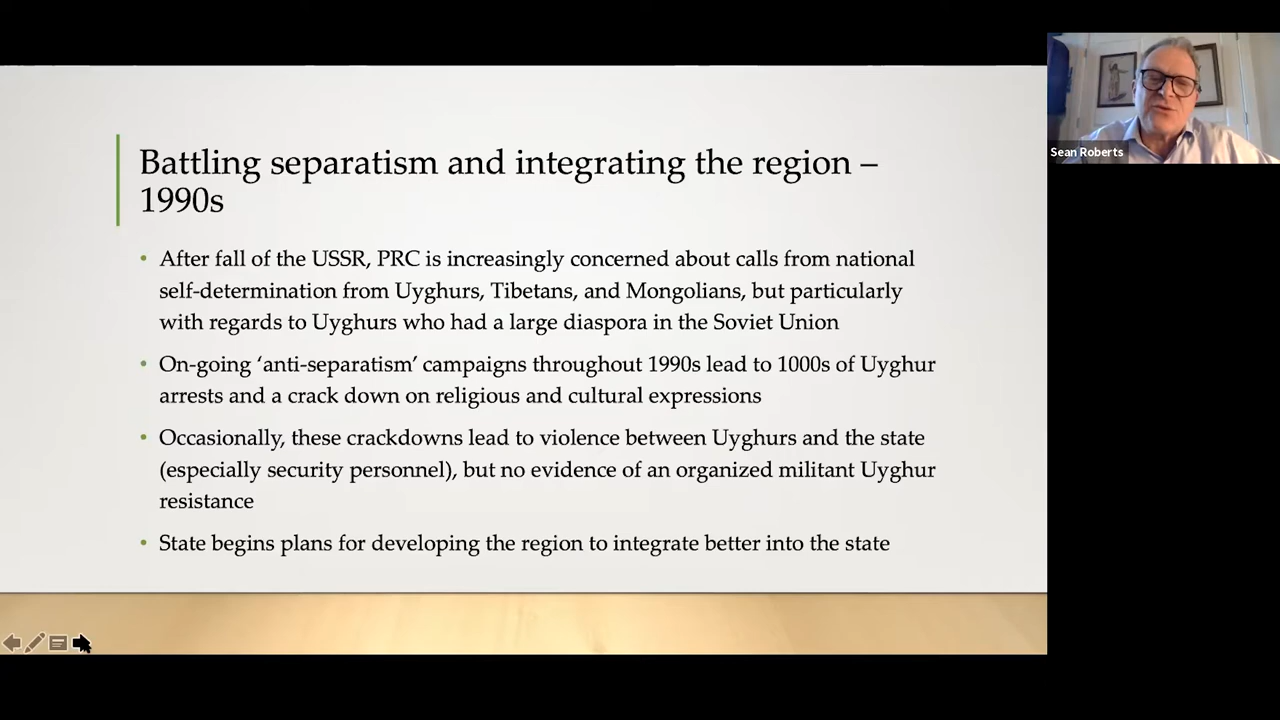 Battling separatism and integrating the region –
1990s
• After fall of the USSR, PRC is increasingly concerned about calls from national
self-determination from Uyghurs, Tibetans, and Mongolians, but particularly
with regards to Uyghurs who had a large diaspora in the Soviet Union
• On-going ‘anti-separatism’ campaigns throughout 1990s lead to 1000s of Uyghur
arrests and a crack down on religious and cultural expressions
• Occasionally, these crackdowns lead to violence between Uyghurs and the state
(especially security personnel), but no evidence of an organized militant Uyghur
resistance
• State begins plans for developing the region to integrate better into the state
Sean Roberts